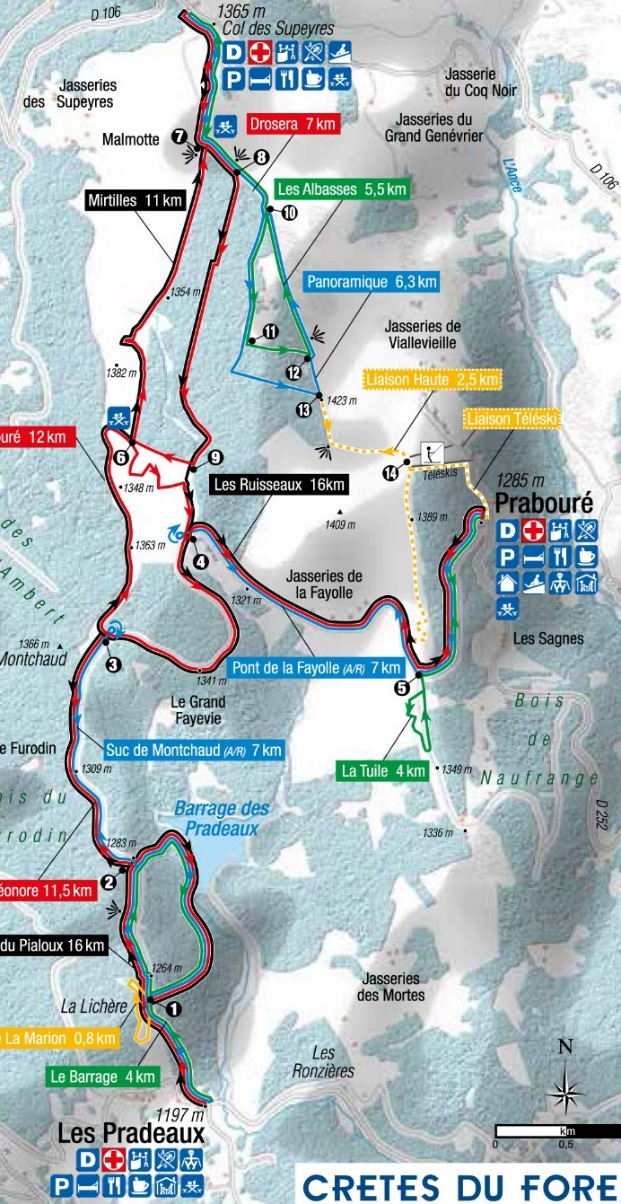 D 106
1365 m
Col des Supeyres
D
P
Jasseries
des Supeyres
Jasserie
du Coq Noir
Malmotte
7
Drosera 7 km
Jasseries du
Grand Genévrier
8
L'Ance
D 106
Les Albasses 5,5 km
Mirtilles 11 km
10
Panoramique 6,3 km
1354 m
11
Jasseries de
Viallevieille
1382 m
12
Liaison Haute 2,5 km
13
1423 m
Liaison Téléski
ouré 12 km
6
9
14
Téléskis
1285 m
Prabouré
D
P
1348 m
Les Ruisseaux 16km
1409 m
1389 m
des
Ambert
1363 m
4
Jasseries de
la Fayolle
1321 m
Les Sagnes
1366 m
Montchaud
3
1341 m
Pont de la Fayolle (A/R) 7 km
5
Le Grand
Fayevie
Bois
de
Naufrange
e Furodin
Suc de Montchaud (A/R) 7 km
La Tuile 4 km
1349 m
1309 m
ois du
rodin
Barrage des
Pradeaux
1336 m
D 252
1283 m
2
éonore 11,5 km
du Pialoux 16 km
1264 m
Jasseries
des Mortes
La Lichère
1
e La Marion 0,8 km
Les
Ronzières
N
Le Barrage 4 km
1197 m
Les Pradeaux
km
0
0,5
D
P
CRETES DU FORE